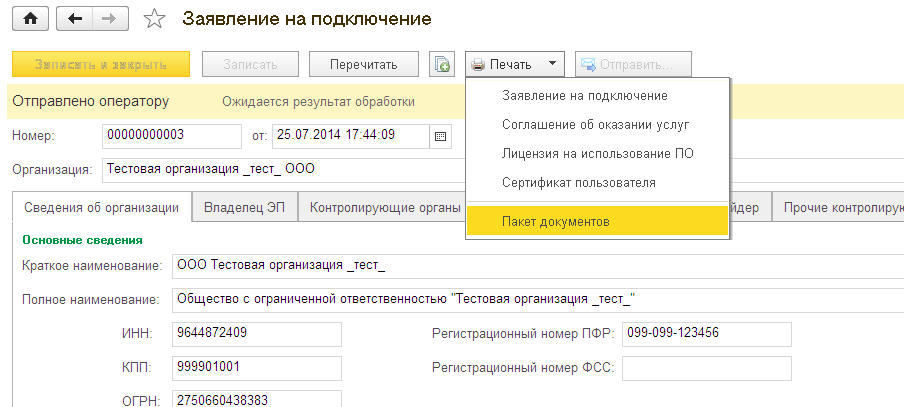 Заявление на подключение
Записать и закрыть Записать Перечитать Печать Отправить...
Отправлено оператору Ожидается результат обработки
Заявление на подключение
Соглашение об оказании услуг
Лицензия на использование ПО
Сертификат пользователя
Пакет документов
Номер: 00000000003 от: 25.07.2014 17:44:09
Организация: Тестовая организация _тест_ ООО
Сведения об организации Владелец ЭП Контролирующие органы йдер Прочие контролирую
Основные сведения
Краткое наименование: ООО Тестовая организация _тест_
Полное наименование: Общество с ограниченной ответственностью "Тестовая организация _тест_"
ИНН: 9644872409 Регистрационный номер ПФР: 099-099-123456
КПП: 999901001 Регистрационный номер ФСС:
ОГРН: 2750660438383